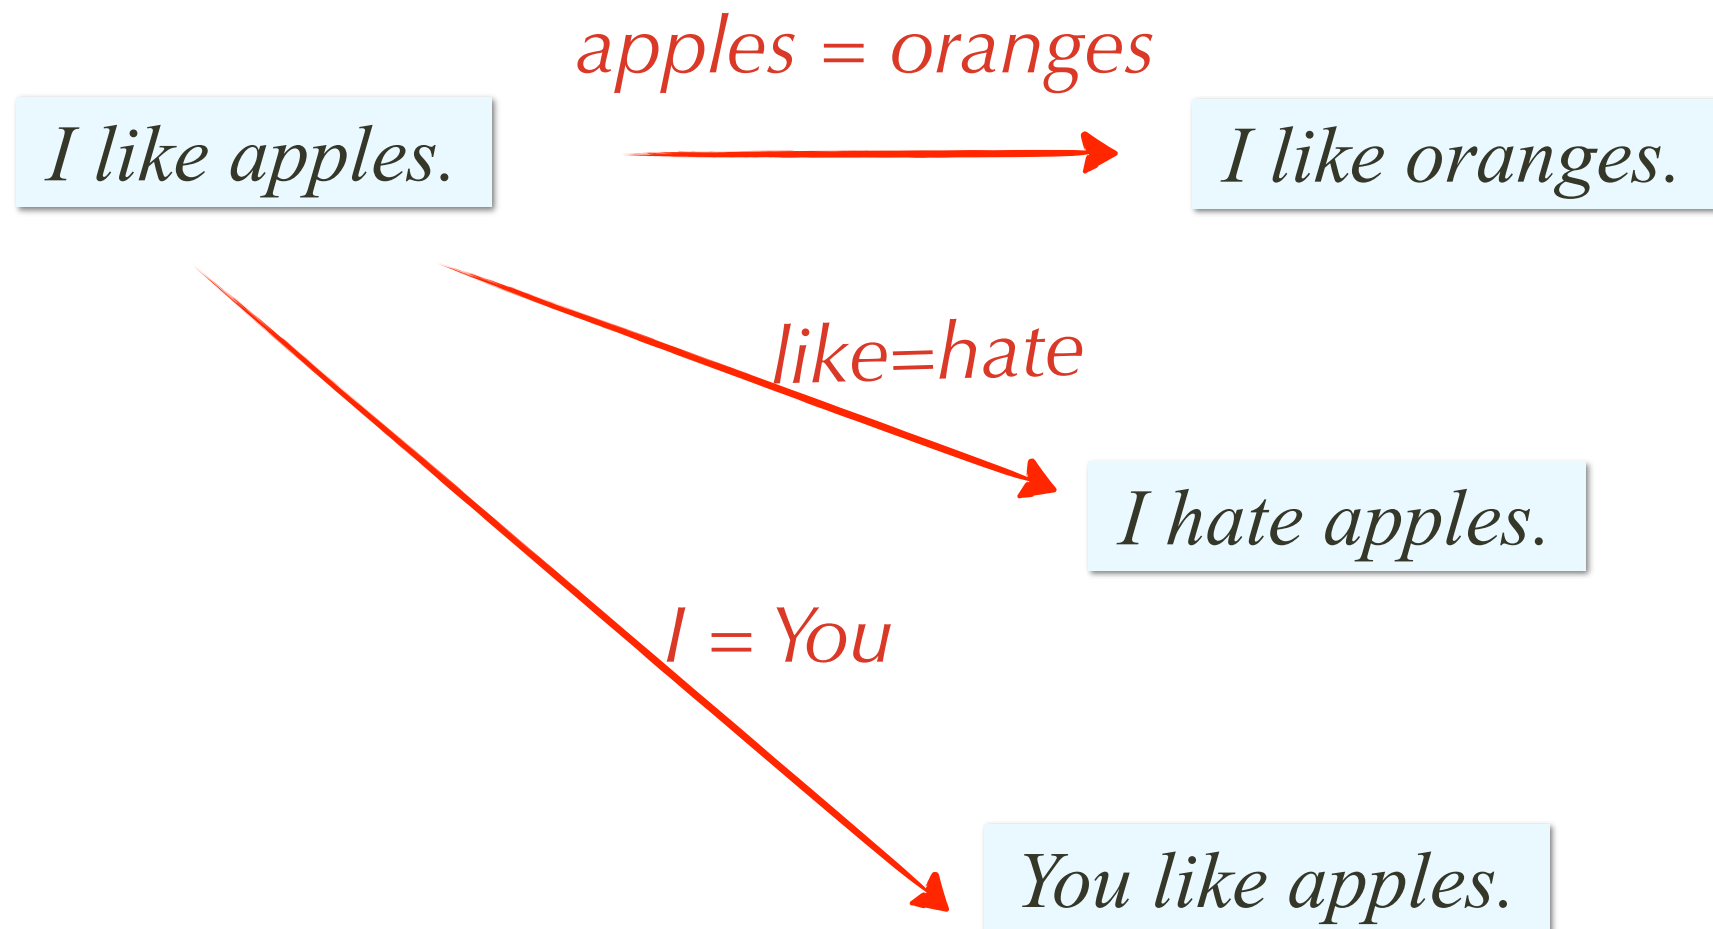 apples = oranges
I like apples.
I like oranges.
like=hate
I hate apples.
I = You
You like apples.